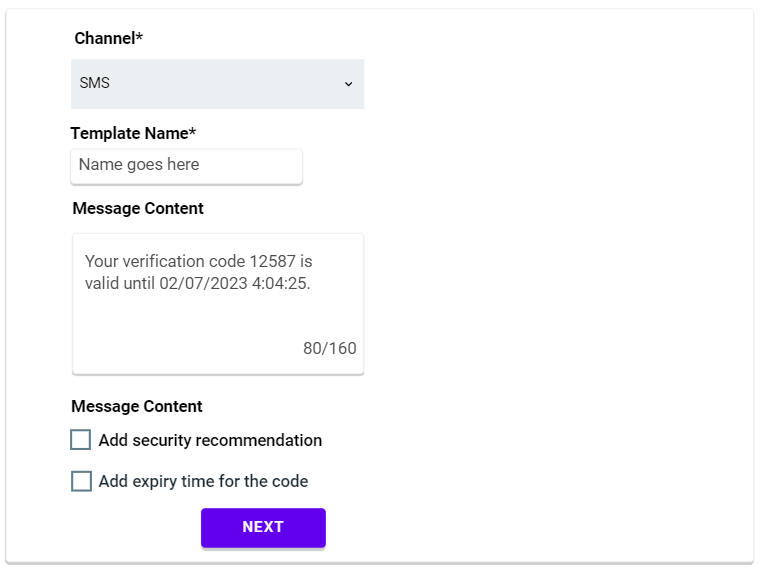 Channel*
SMS
Template Name*
Name goes here
Message Content
Your verification code 12587 is
valid until 02/07/2023 4:04:25.
80/160
Message Content
Add security recommendation
Add expiry time for the code
NEXT